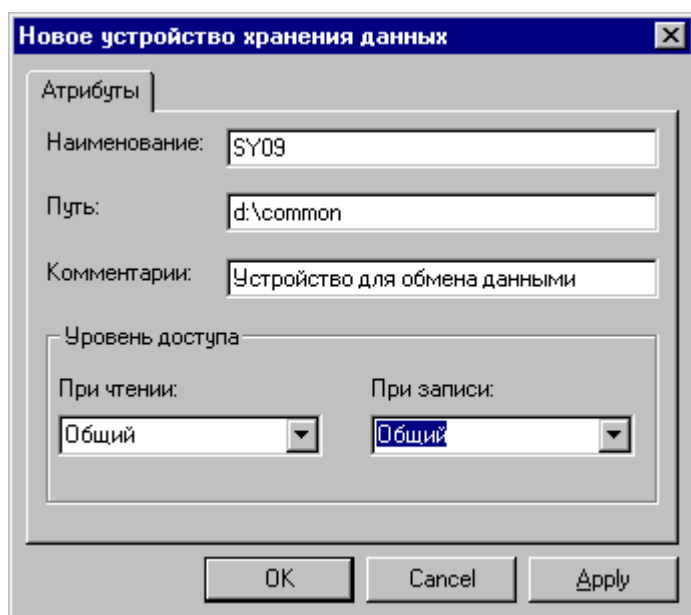 Новое устройство хранения данных
Атрибуты
Наименование: SY09
Путь: d:\common
Комментарии: Устройство для обмена данными
Уровень доступа
При чтении: При записи:
Общий Общий
OK Cancel Apply